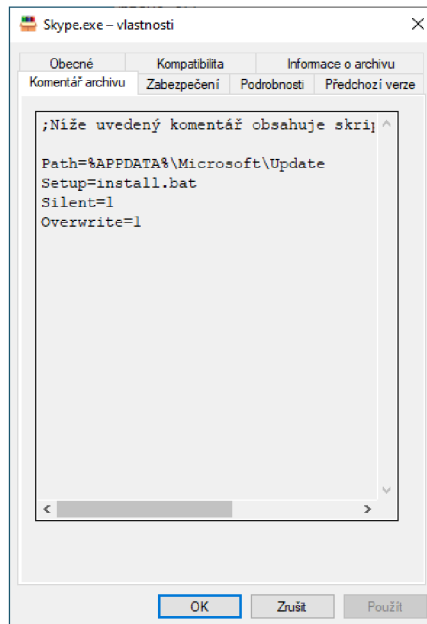 Skype.exe – vlastnosti
Obecné Kompatibilita Informace o archivu
Komentář archivu Zabezpečení Podrobnosti Předchozí verze
;Níže uvedený komentář obsahuje
Path=%APPDATA%\Microsoft\Update
Setup=install.bat
Silent=1
Overwrite=1
OK Zrušit Použít